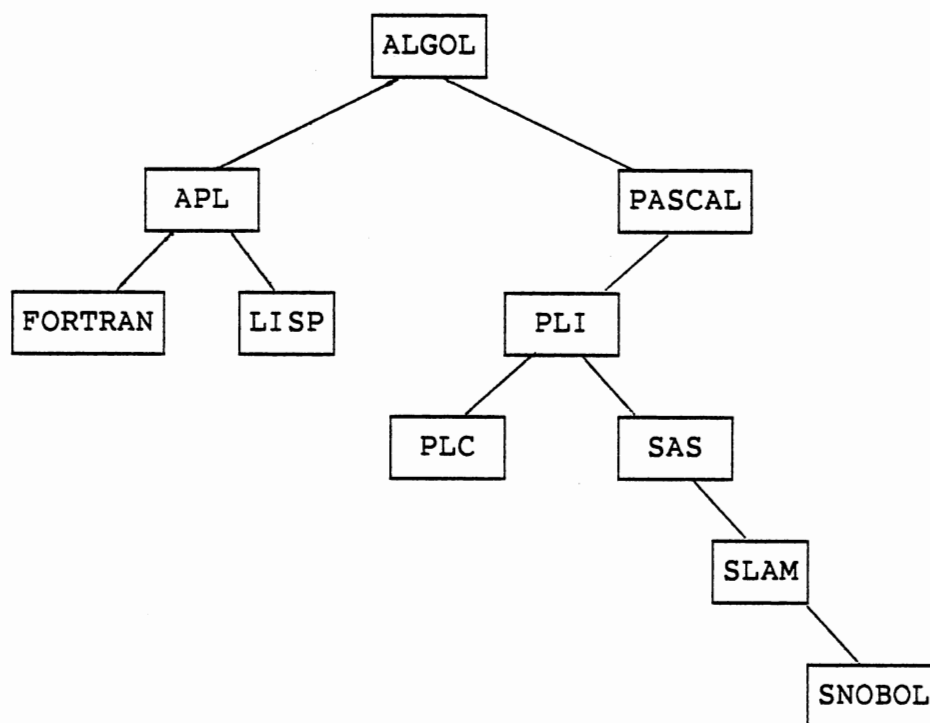 ALGOL
APL
PASCAL
FORTRAN
LISP
PLI
PLC
SAS
SLAM
SNOBOL